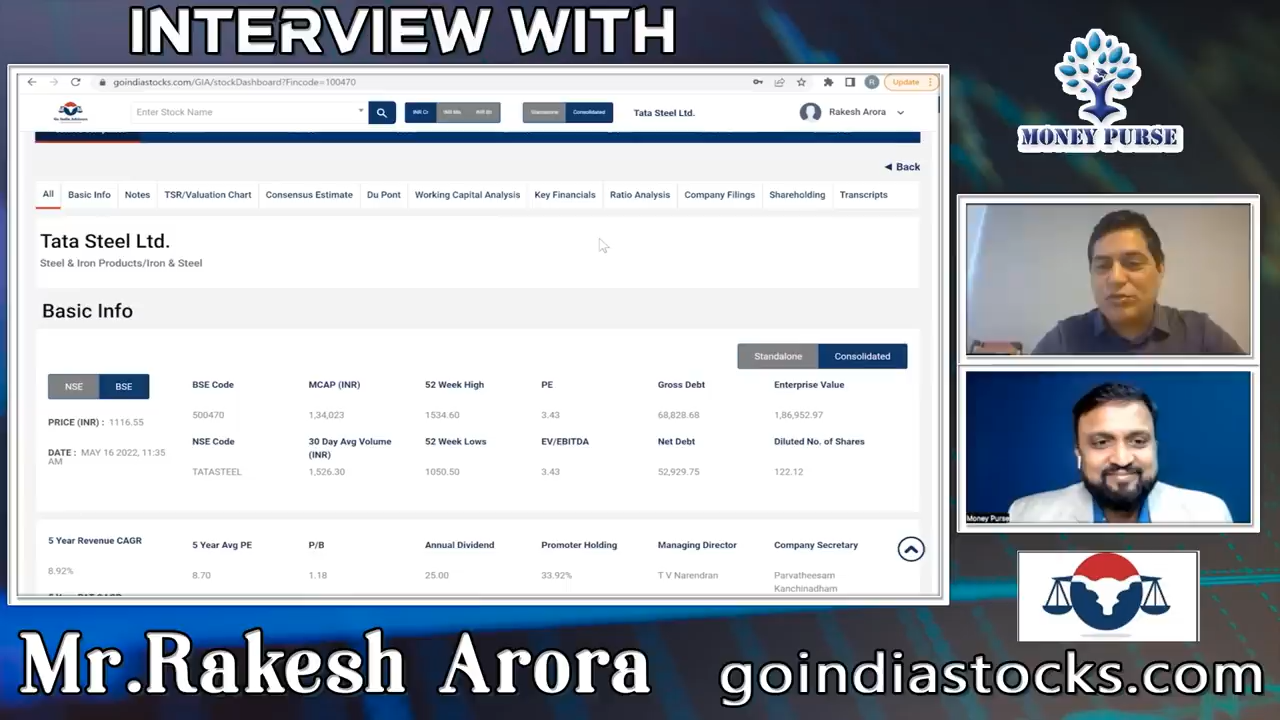 INTERVIEW WITH
goindiastocks.com/GIA/stockDashboard?Fincode=100470
Update
Enter Stock Name
INR Cr
INR Mn
INR Bn
Standalone
Consolidated
Tata Steel Ltd.
Rakesh Arora
Back
All
Basic Info
Notes
TSR/Valuation Chart
Consensus Estimate
Du Pont
Working Capital Analysis
Key Financials
Ratio Analysis
Company Filings
Shareholding
Transcripts
Tata Steel Ltd.
Steel & Iron Products/Iron & Steel
Basic Info
Standalone
Consolidated
NSE
BSE
PRICE (INR) : 1116.55
DATE : MAY 16 2022, 11:35
AM
BSE Code
MCAP (INR)
52 Week High
PE
Gross Debt
Enterprise Value
500470
1,34,023
1534.60
3.43
68,828.68
1,86,952.97
NSE Code
30 Day Avg Volume
(INR)
52 Week Lows
EV/EBITDA
Net Debt
Diluted No. of Shares
TATASTEEL
1,526.30
1050.50
3.43
52,929.75
122.12
5 Year Revenue CAGR
5 Year Avg PE
P/B
Annual Dividend
Promoter Holding
Managing Director
Company Secretary
8.92%
8.70
1.18
25.00
33.92%
T V Narendran
Parvatheesam
Kanchinadham
MONEY PURSE
Money Purse
Mr.Rakesh Arora
goindiastocks.com